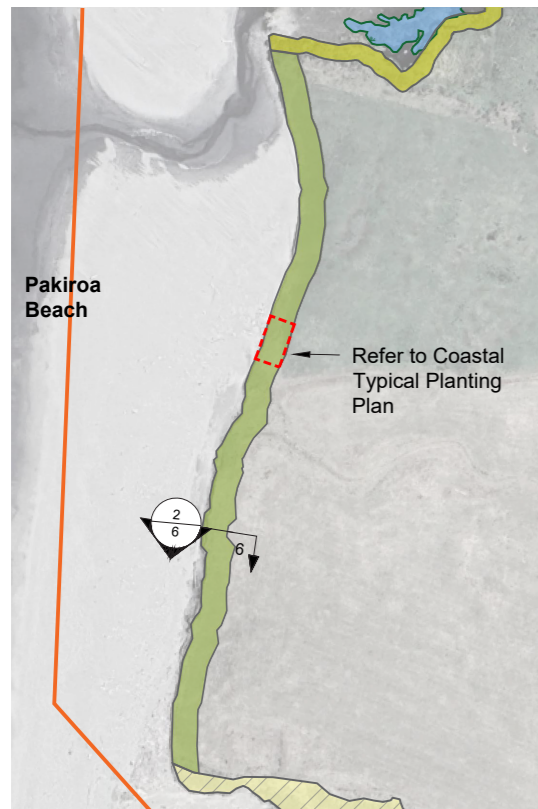 Pakiroa
Beach
Refer to Coastal
Typical Planting
Plan
2
6
6